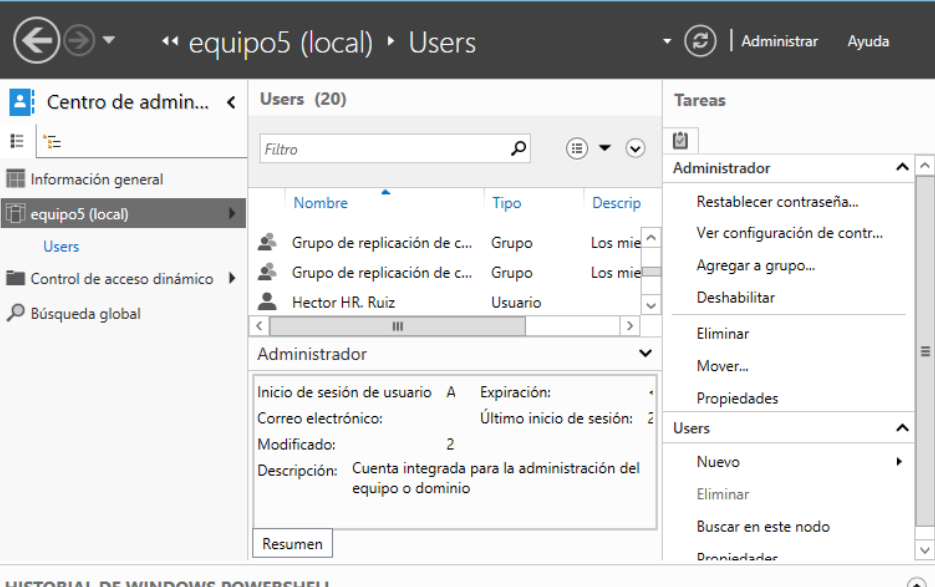 equipo5 (local) Users
Administrar
Ayuda
Centro de admin...
Información general
equipo5 (local)
Users
Control de acceso dinámico
Búsqueda global
Users (20)
Filtro
Nombre Tipo Descrip
Grupo de replicación de c... Grupo Los mie
Grupo de replicación de c... Grupo Los mie
Hector HR. Ruiz Usuario
Administrador
Inicio de sesión de usuario A Expiración:
Correo electrónico: Último inicio de sesión: 2
Modificado: 2
Descripción: Cuenta integrada para la administración del
equipo o dominio
Resumen
Tareas
Administrador
Restablecer contraseña...
Ver configuración de contr...
Agregar a grupo...
Deshabilitar
Eliminar
Mover...
Propiedades
Users
Nuevo
Eliminar
Buscar en este nodo
Propiedades
HISTORIAL DE WINDOWS POWERSHELL